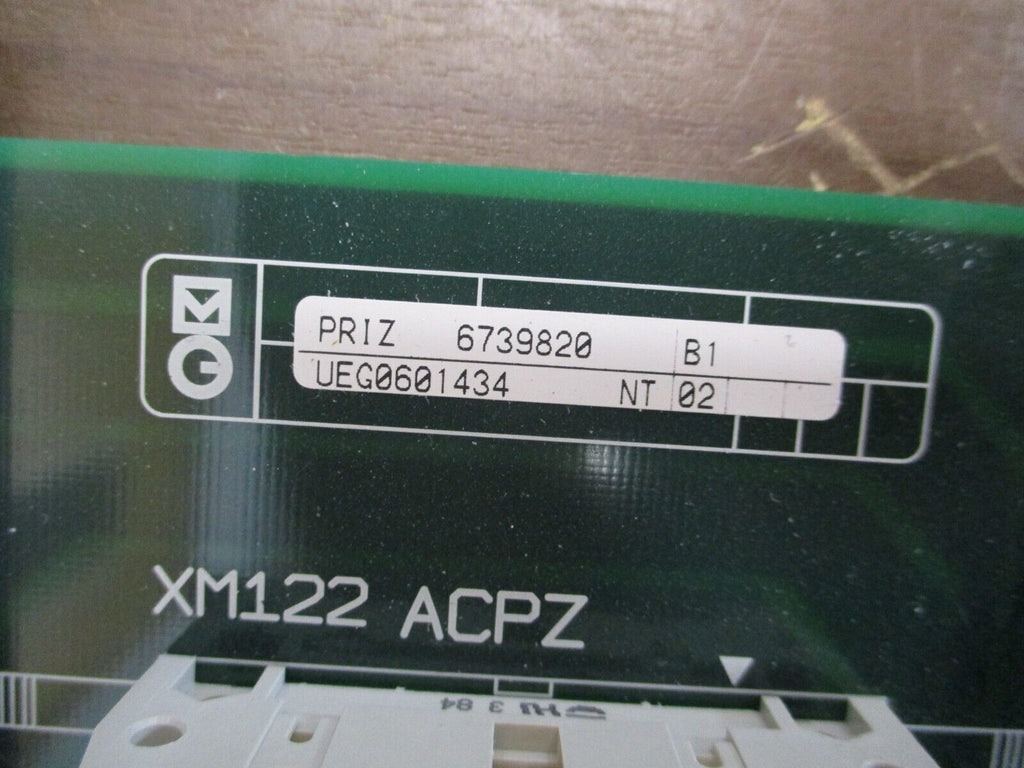 PRIZ 6739820 B1
UEG0601434 NT 02
XM122 ACPZ